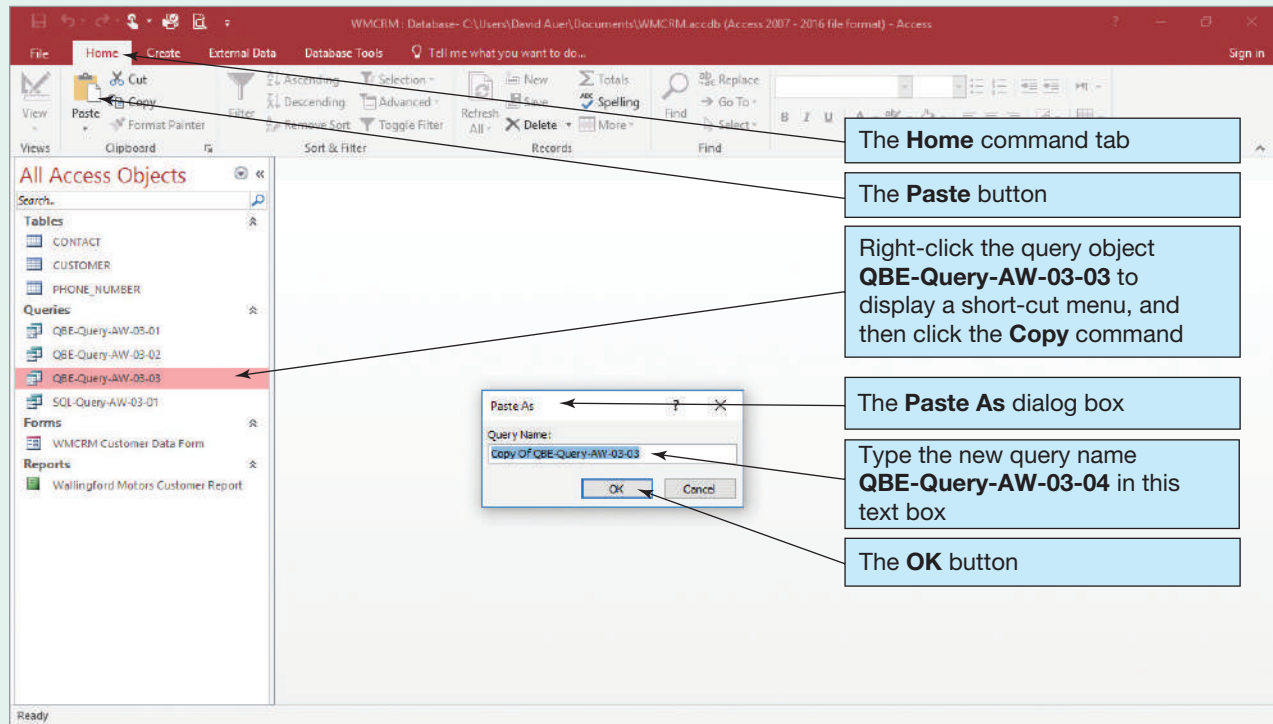 WMCRM : Database- C:\Users\David Auer\Documents\WMCRM.accdb (Access 2007 - 2016 file format) - Access
File Home Create External Data Database Tools Tell me what you want to do... Sign in
View
Views
Paste
Cut
Copy
Format Painter
Clipboard
Filter
Ascending
Descending
Remove Sort
Selection
Advanced
Toggle Filter
Sort & Filter
Refresh
All
New
Save
Delete
Totals
Spelling
More
Records
Find
Replace
Go To
Select
Find
B I U
All Access Objects
Search..
Tables
CONTACT
CUSTOMER
PHONE_NUMBER
Queries
QBE-Query-AW-03-01
QBE-Query-AW-03-02
QBE-Query-AW-03-03
SQL-Query-AW-03-01
Forms
WMCRM Customer Data Form
Reports
Wallingford Motors Customer Report
Paste As
Query Name:
Copy Of QBE-Query-AW-03-03
OK Cancel
The Home command tab
The Paste button
Right-click the query object
QBE-Query-AW-03-03 to
display a short-cut menu, and
then click the Copy command
The Paste As dialog box
Type the new query name
QBE-Query-AW-03-04 in this
text box
The OK button
Ready